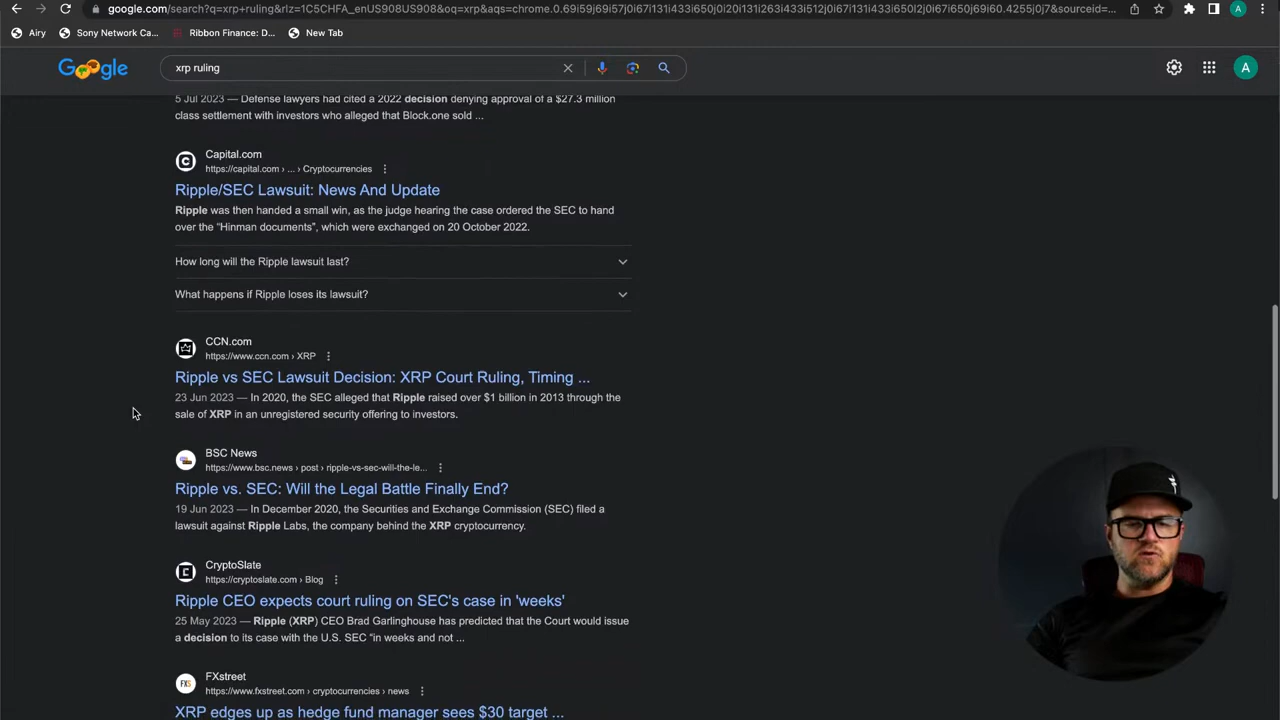 google.com/search?q=xrp+ruling&rlz=1C5CHFA_enUS908US908&oq=xrp&aqs=chrome.0.69i59j69i57j0i67i131i433i650j0i20i131i263i433i512j0i67i131i433i650l2j0i67i650j69i60.4255j0j7&sourceid=...
Airy
Sony Network Ca...
Ribbon Finance: D...
New Tab
A
Google
xrp ruling
A
5 Jul 2023 — Defense lawyers had cited a 2022 decision denying approval of a $27.3 million
class settlement with investors who alleged that Block.one sold ...
Capital.com
https://capital.com › ... › Cryptocurrencies
Ripple/SEC Lawsuit: News And Update
Ripple was then handed a small win, as the judge hearing the case ordered the SEC to hand
over the “Hinman documents”, which were exchanged on 20 October 2022.
How long will the Ripple lawsuit last?
What happens if Ripple loses its lawsuit?
CCN.com
https://www.ccn.com › XRP
Ripple vs SEC Lawsuit Decision: XRP Court Ruling, Timing ...
23 Jun 2023 — In 2020, the SEC alleged that Ripple raised over $1 billion in 2013 through the
sale of XRP in an unregistered security offering to investors.
BSC News
https://www.bsc.news › post › ripple-vs-sec-will-the-le...
Ripple vs. SEC: Will the Legal Battle Finally End?
19 Jun 2023 — In December 2020, the Securities and Exchange Commission (SEC) filed a
lawsuit against Ripple Labs, the company behind the XRP cryptocurrency.
CryptoSlate
https://cryptoslate.com › Blog
Ripple CEO expects court ruling on SEC's case in 'weeks'
25 May 2023 — Ripple (XRP) CEO Brad Garlinghouse has predicted that the Court would issue
a decision to its case with the U.S. SEC “in weeks and not ...
FXS
FXstreet
https://www.fxstreet.com › cryptocurrencies › news
XRP edges up as hedge fund manager sees $30 target ...